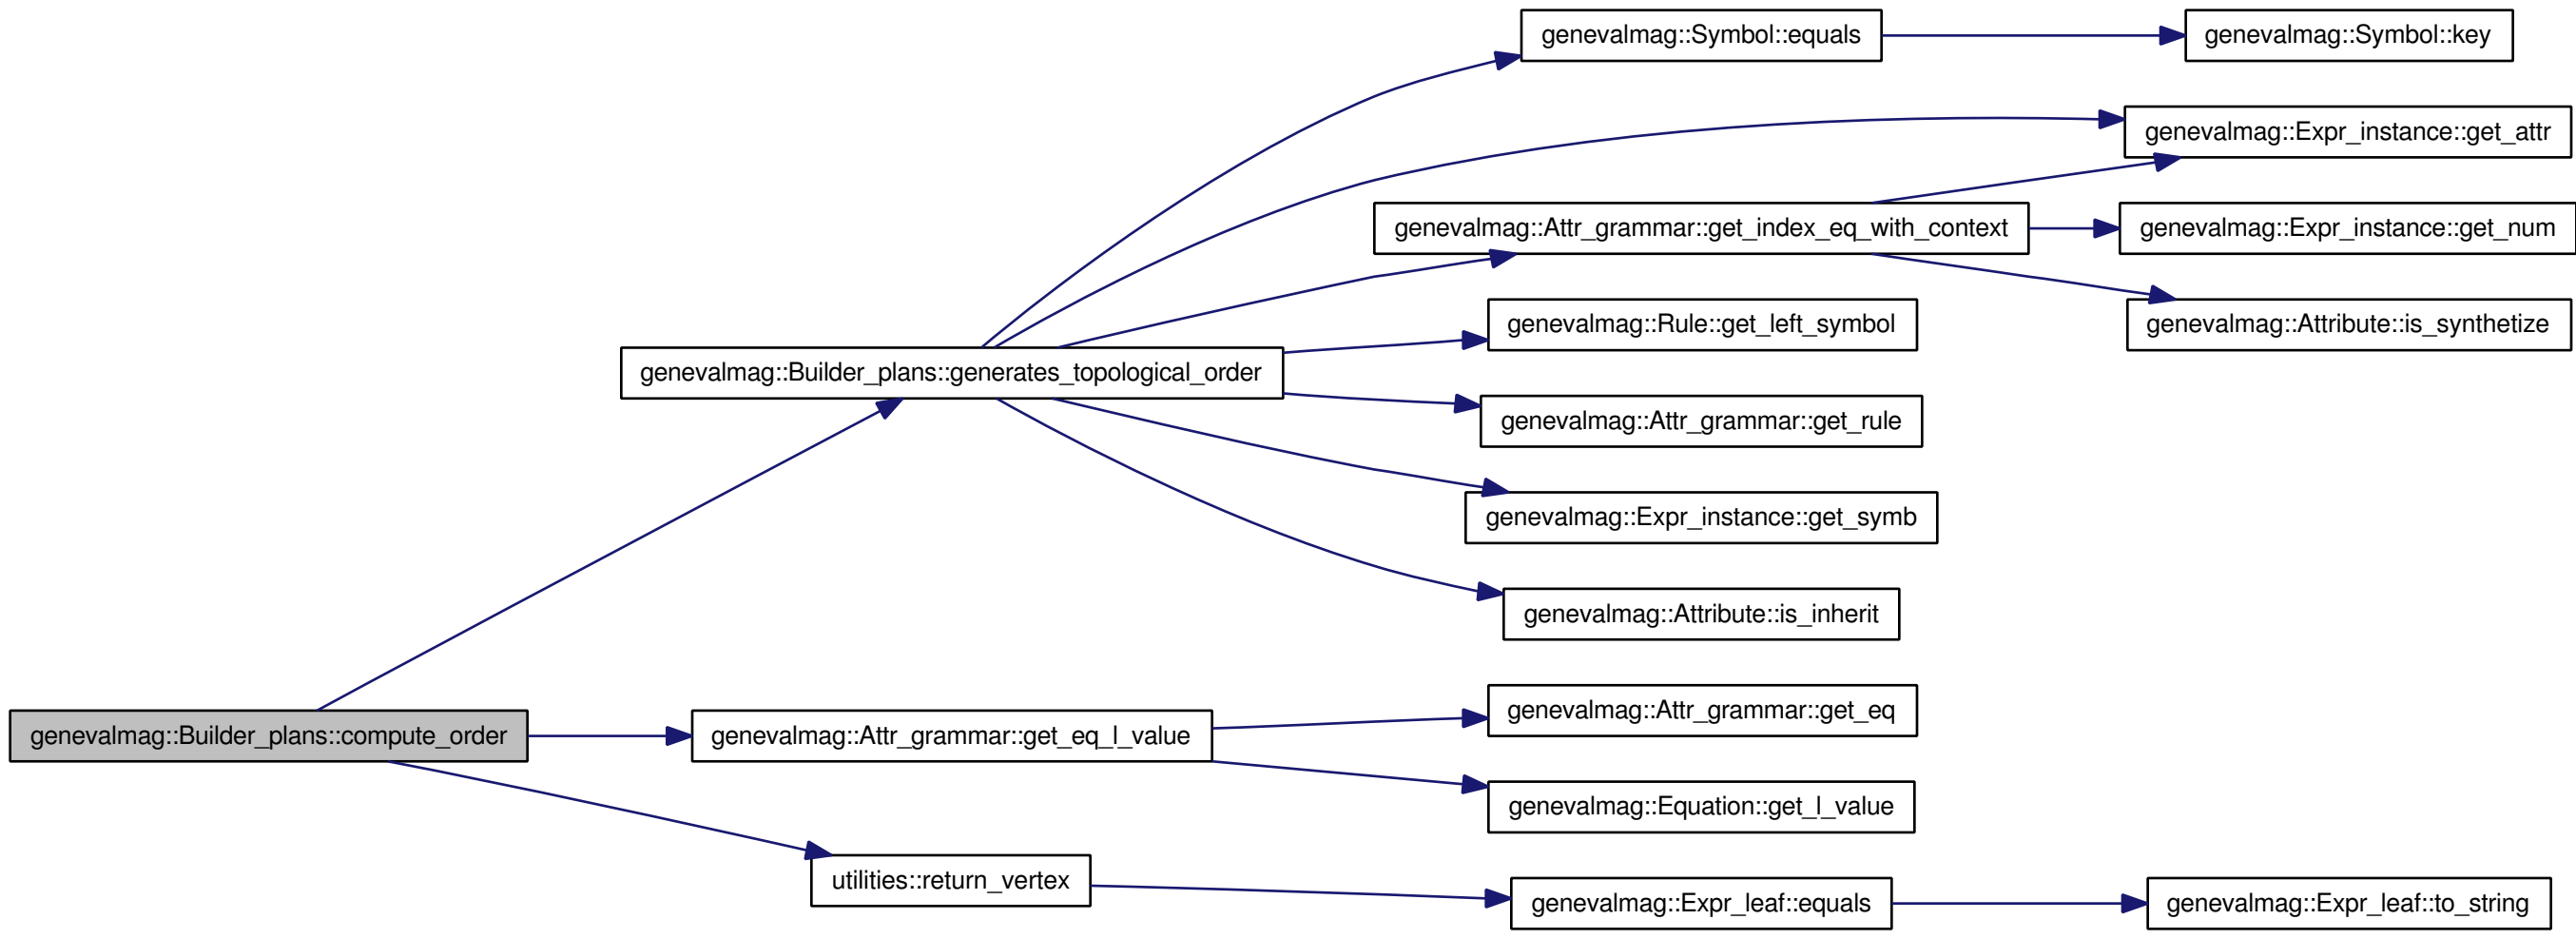 genevalmag::Symbol::equals
genevalmag::Symbol::key
genevalmag::Expr_instance::get_attr
genevalmag::Attr_grammar::get_index_eq_with_context
genevalmag::Expr_instance::get_num
genevalmag::Rule::get_left_symbol
genevalmag::Attribute::is_synthetize
genevalmag::Builder_plans::generates_topological_order
genevalmag::Attr_grammar::get_rule
genevalmag::Expr_instance::get_symb
genevalmag::Attribute::is_inherit
genevalmag::Attr_grammar::get_eq
genevalmag::Builder_plans::compute_order
genevalmag::Attr_grammar::get_eq_l_value
genevalmag::Equation::get_l_value
utilities::return_vertex
genevalmag::Expr_leaf::equals
genevalmag::Expr_leaf::to_string